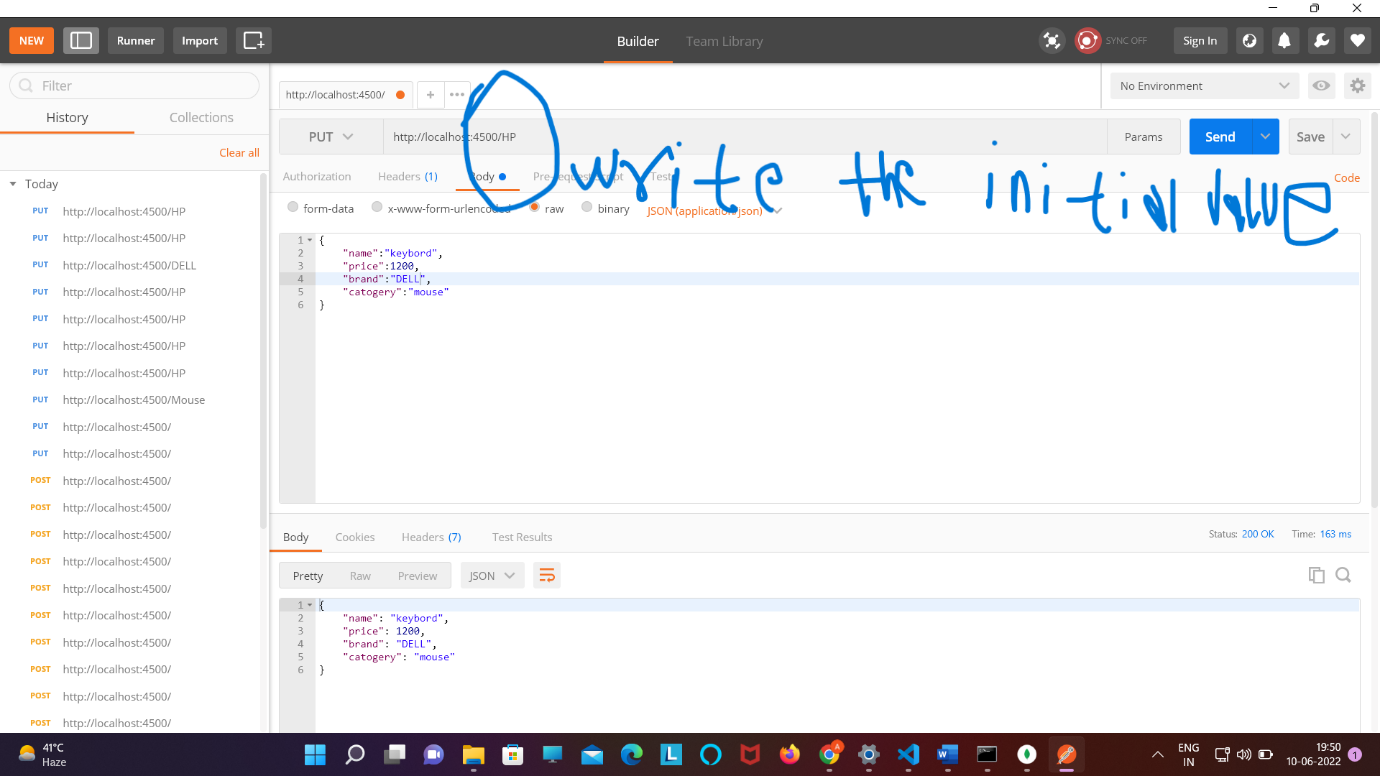 NEW
Runner
Import
Builder
Team Library
SYNC OFF
Sign In
Filter
History
Collections
Clear all
Today
PUT http://localhost:4500/HP
PUT http://localhost:4500/HP
PUT http://localhost:4500/DELL
PUT http://localhost:4500/HP
PUT http://localhost:4500/HP
PUT http://localhost:4500/HP
PUT http://localhost:4500/HP
PUT http://localhost:4500/Mouse
PUT http://localhost:4500/
PUT http://localhost:4500/
POST http://localhost:4500/
POST http://localhost:4500/
POST http://localhost:4500/
POST http://localhost:4500/
POST http://localhost:4500/
POST http://localhost:4500/
POST http://localhost:4500/
POST http://localhost:4500/
POST http://localhost:4500/
POST http://localhost:4500/
http://localhost:4500/
+
•••
No Environment
PUT
http://localhost:4500/HP
Params
Send
Save
write the initial value
Authorization
Headers (1)
Body
Pre-request Script
Tests
Code
form-data
x-www-form-urlencoded
raw
binary
JSON (application/json)
1 {
2 "name":"keybord",
3 "price":1200,
4 "brand":"DELL",
5 "catogery":"mouse"
6 }
Body
Cookies
Headers (7)
Test Results
Status: 200 OK
Time: 163 ms
Pretty
Raw
Preview
JSON
1 {
2 "name": "keybord",
3 "price": 1200,
4 "brand": "DELL",
5 "catogery": "mouse"
6 }
41°C
Haze
L
A
W
ENG
IN
19:50
10-06-2022
1